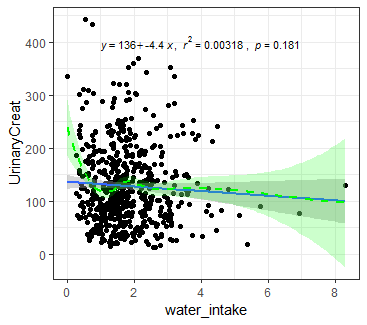 y = 136+ -4.4 x, r² = 0.00318 , p = 0.181
UrinaryCreat
400
300
200
100
0
0 2 4 6 8
water_intake